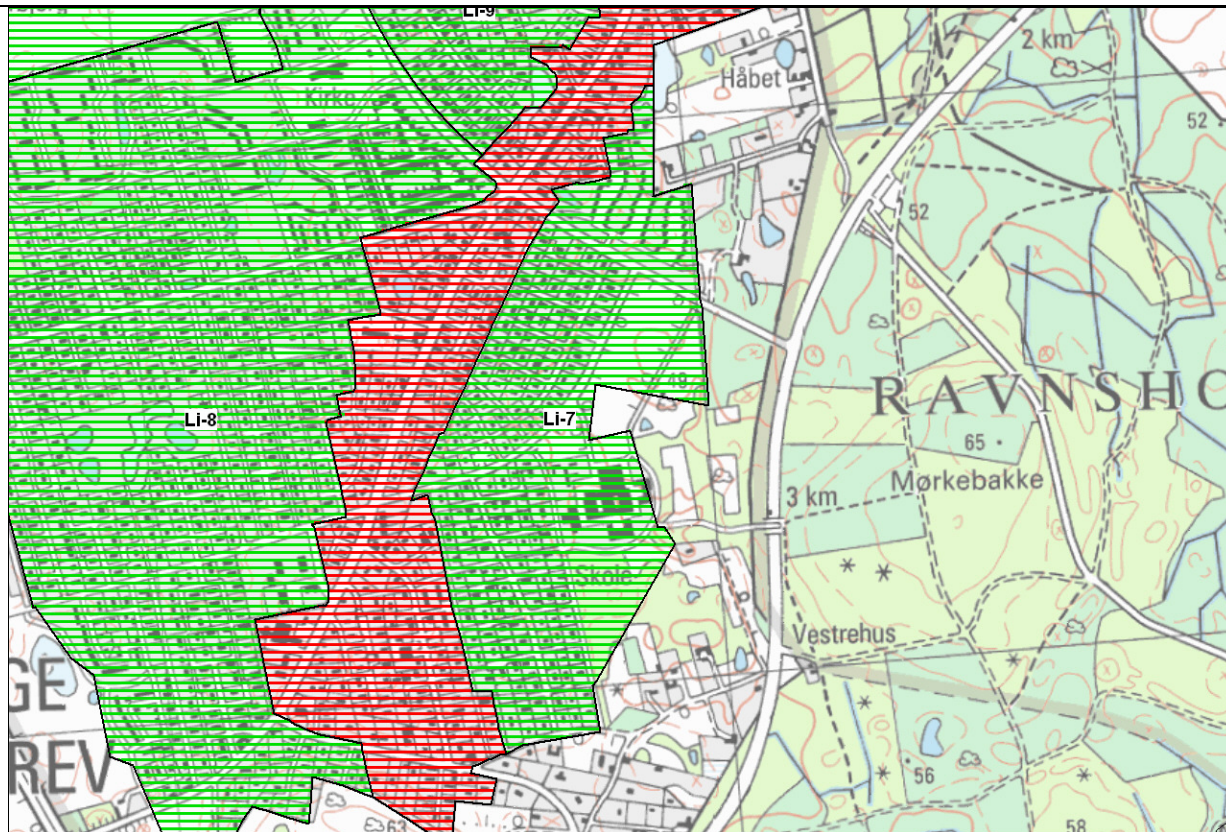 Li-9
2 km
Håbet
Kirke
52
52
49
RAVNSHO
Li-8
Li-7
65
Mørkebakke
3 km
Skole
Vestrehus
GE
REV
56
63
58